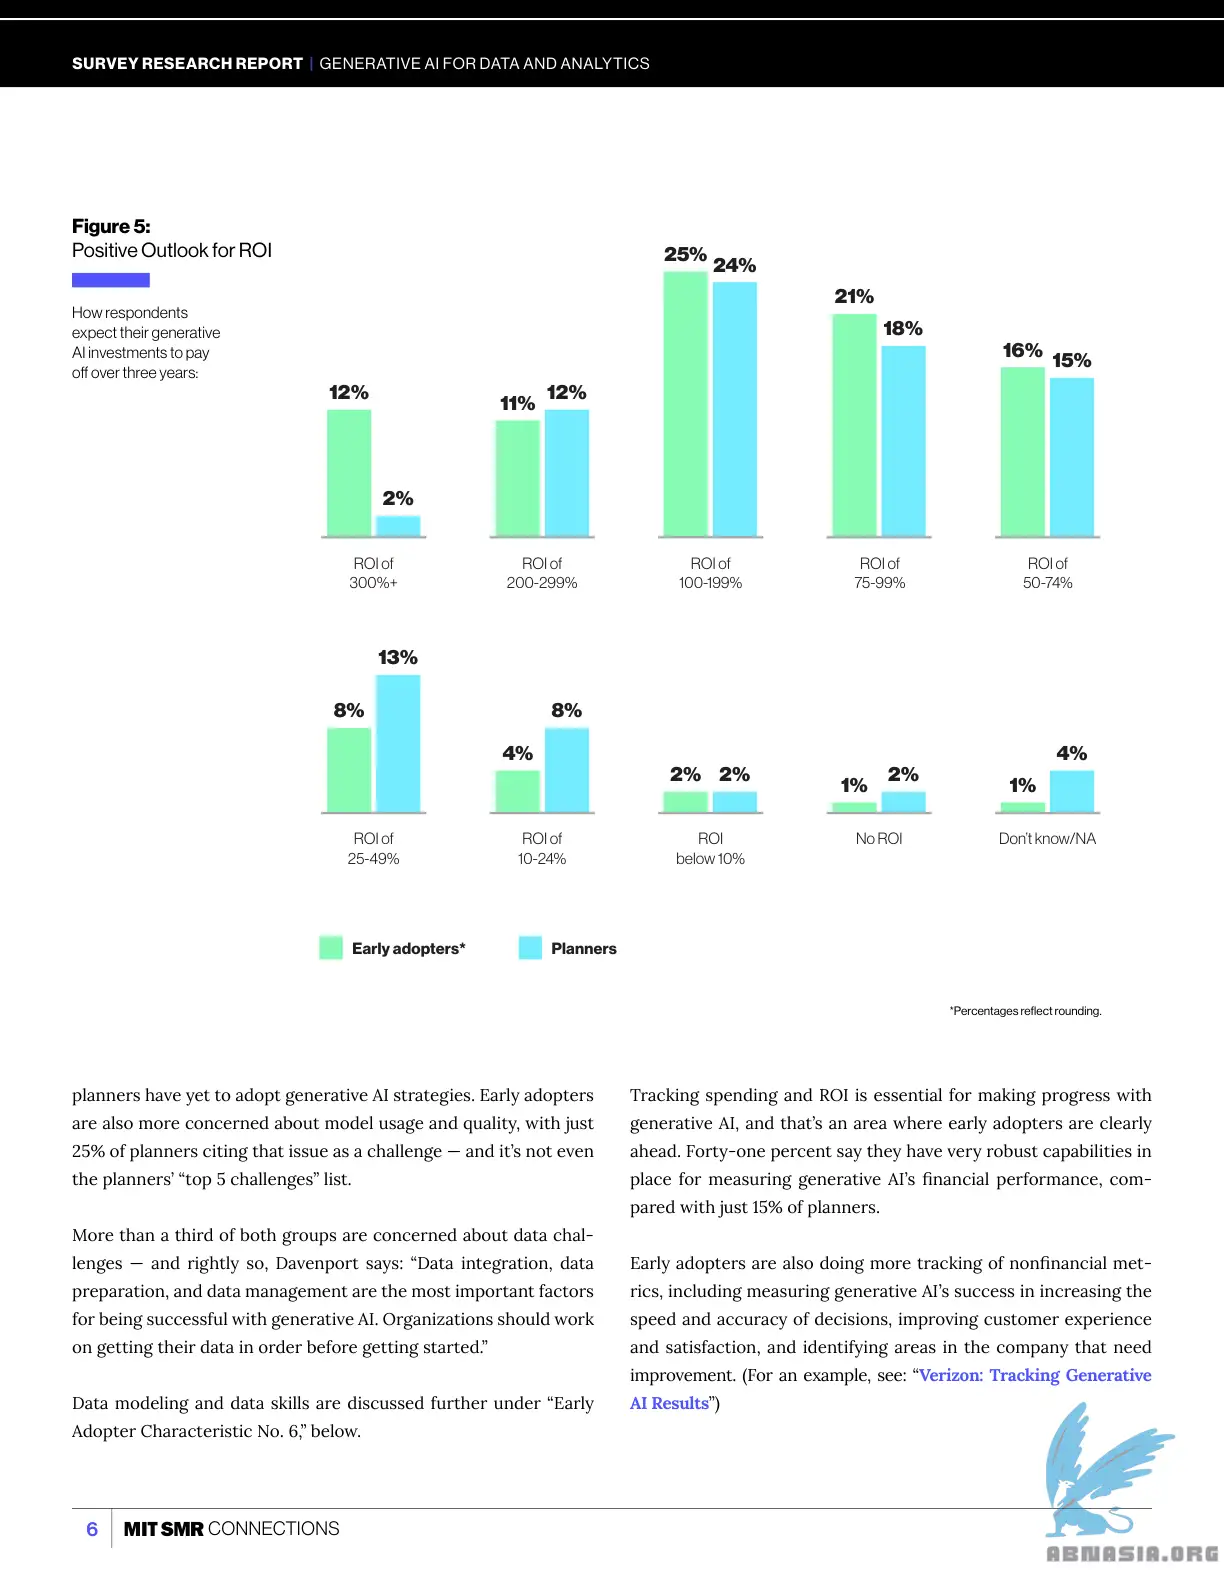 SURVEY RESEARCH REPORT | GENERATIVE AI FOR DATA AND ANALYTICS
Figure 5:
Positive Outlook for ROI
How respondents
expect their generative
AI investments to pay
off over three years:
12% 2% 11% 12% 25% 24% 21% 18% 16% 15%
ROI of ROI of ROI of ROI of ROI of
300%+ 200-299% 100-199% 75-99% 50-74%
8% 13% 4% 8% 2% 2% 1% 2% 1% 4%
ROI of ROI of ROI No ROI Don't know/NA
25-49% 10-24% below 10%
Early adopters* Planners
*Percentages reflect rounding.
planners have yet to adopt generative AI strategies. Early adopters
are also more concerned about model usage and quality, with just
25% of planners citing that issue as a challenge — and it's not even
the planners' “top 5 challenges” list.
More than a third of both groups are concerned about data chal-
lenges — and rightly so, Davenport says: “Data integration, data
preparation, and data management are the most important factors
for being successful with generative AI. Organizations should work
on getting their data in order before getting started.”
Data modeling and data skills are discussed further under “Early
Adopter Characteristic No. 6,” below.
Tracking spending and ROI is essential for making progress with
generative AI, and that's an area where early adopters are clearly
ahead. Forty-one percent say they have very robust capabilities in
place for measuring generative AI's financial performance, com-
pared with just 15% of planners.
Early adopters are also doing more tracking of nonfinancial met-
rics, including measuring generative AI's success in increasing the
speed and accuracy of decisions, improving customer experience
and satisfaction, and identifying areas in the company that need
improvement. (For an example, see: “Verizon: Tracking Generative
AI Results”)
6 MIT SMR CONNECTIONS
ABNASIA.ORG